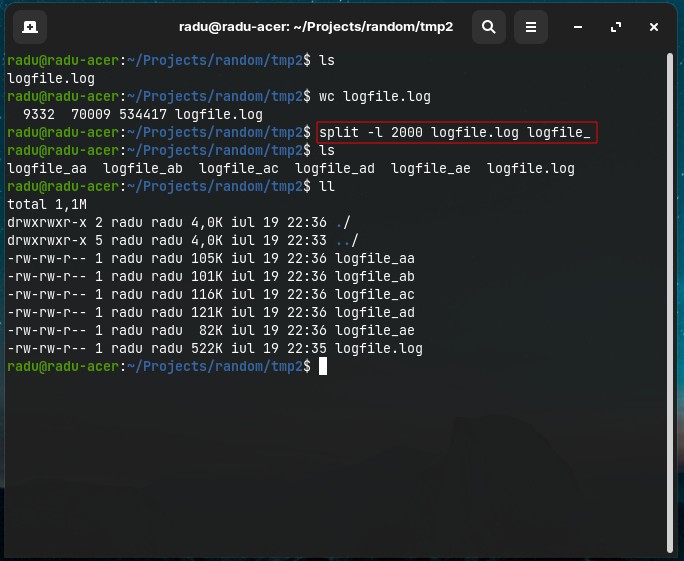 radu@radu-acer: ~/Projects/random/tmp2
radu@radu-acer:~/Projects/random/tmp2$ ls
logfile.log
radu@radu-acer:~/Projects/random/tmp2$ wc logfile.log
  9332  70009 534417 logfile.log
radu@radu-acer:~/Projects/random/tmp2$ split -l 2000 logfile.log logfile_
radu@radu-acer:~/Projects/random/tmp2$ ls
logfile_aa  logfile_ab  logfile_ac  logfile_ad  logfile_ae  logfile.log
radu@radu-acer:~/Projects/random/tmp2$ ll
total 1,1M
drwxrwxr-x 2 radu radu 4,0K iul 19 22:36 ./
drwxrwxr-x 5 radu radu 4,0K iul 19 22:33 ../
-rw-rw-r-- 1 radu radu 105K iul 19 22:36 logfile_aa
-rw-rw-r-- 1 radu radu 101K iul 19 22:36 logfile_ab
-rw-rw-r-- 1 radu radu 116K iul 19 22:36 logfile_ac
-rw-rw-r-- 1 radu radu 121K iul 19 22:36 logfile_ad
-rw-rw-r-- 1 radu radu  82K iul 19 22:36 logfile_ae
-rw-rw-r-- 1 radu radu 522K iul 19 22:35 logfile.log
radu@radu-acer:~/Projects/random/tmp2$